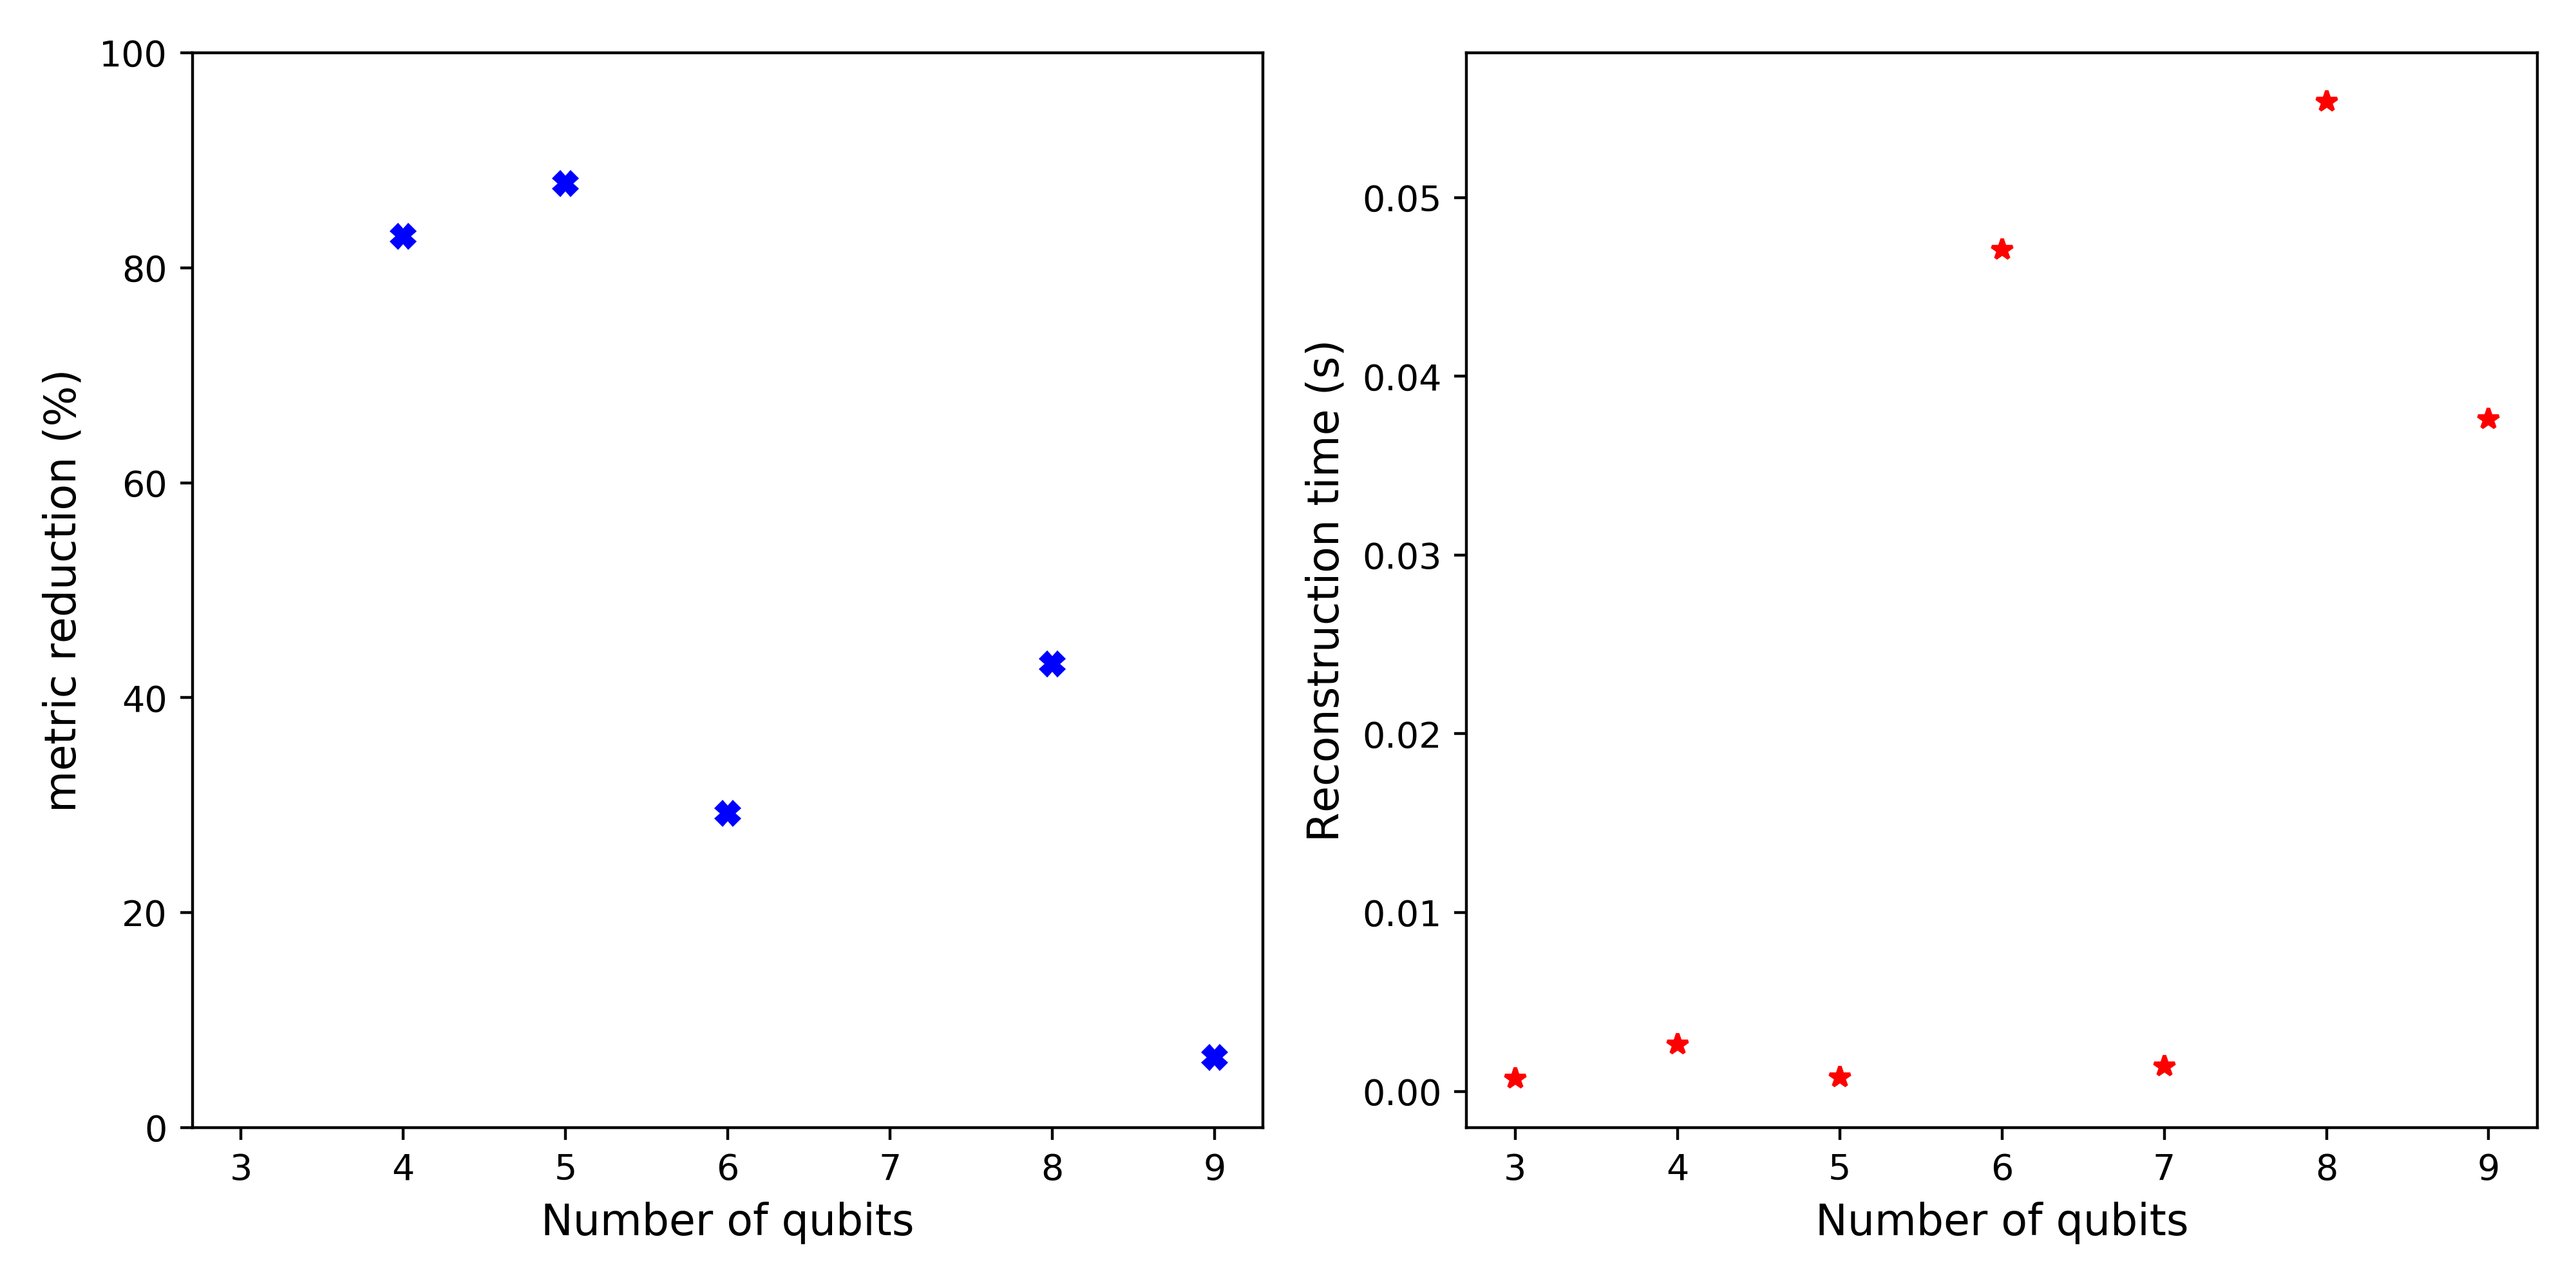 metric reduction (%)
100
80
60
40
20
0
3 4 5 6 7 8 9
Number of qubits
Reconstruction time (s)
0.05
0.04
0.03
0.02
0.01
0.00
3 4 5 6 7 8 9
Number of qubits